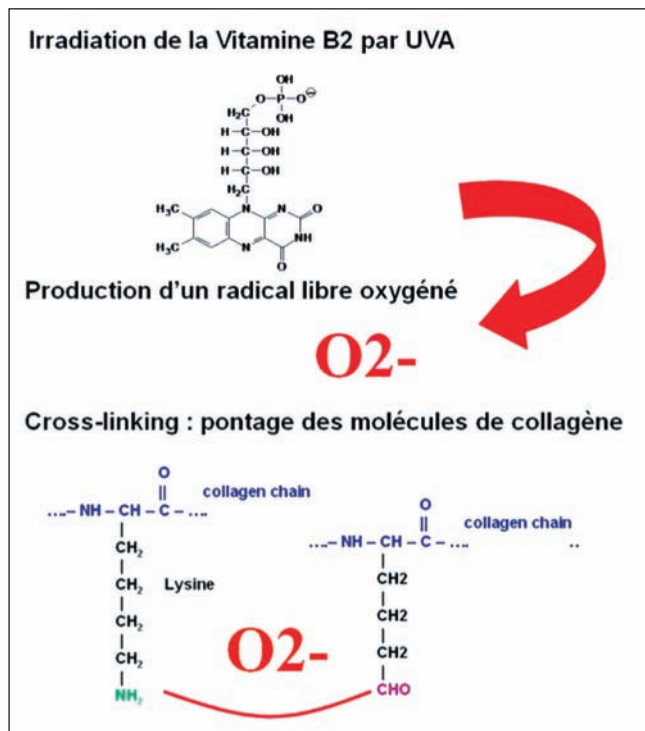 Irradiation de la Vitamine B2 par UVA
OH
O–P–O⊖
H₂C
OH
H–C–OH
H–C–OH
H–C–OH
H₂C
H₃C
N
N
O
H₃C
N
NH
O
Production d'un radical libre oxygéné
O2-
Cross-linking : pontage des molécules de collagène
O
collagen chain
....– NH – CH – C – ....
O
collagen chain
...– NH – CH – C – ....
..
CH₂
CH₂
Lysine
CH2
CH₂
CH2
CH₂
CH2
O2-
NH₂
CHO